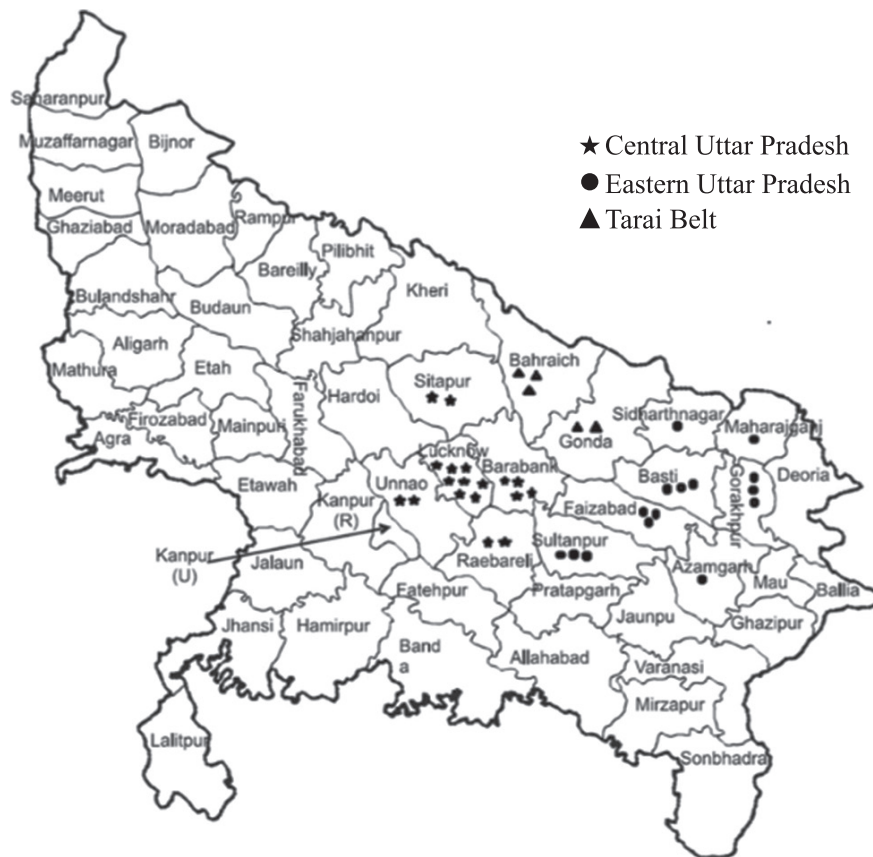 Saharanpur
Muzaffarnagar
Bijnor
★ Central Uttar Pradesh
● Eastern Uttar Pradesh
▲ Tarai Belt
Meerut
Ghaziabad
Moradabad
Rampur
Pilibhit
Bareilly
Kheri
Bulandshahr
Budaun
Shahjahanpur
Aligarh
Mathura
Etah
Bahraich
Sitapur
Hardoi
Farukhabad
Firozabad
Mainpuri
Agra
Sidharthnagar
Maharajganj
Gonda
Lucknow
Barabank
Basti
Gorakhpur
Deoria
Etawah
Unnao
Kanpur
(R)
Faizabad
Kanpur
(U)
Jalaun
Raebareli
Sultanpur
Azamgarh
Mau
Ballia
Fatehpur
Pratapgarh
Jaunpu
Ghazipur
Jhansi
Hamirpur
Band
a
Allahabad
Varanasi
Mirzapur
Lalitpur
Sonbhadra